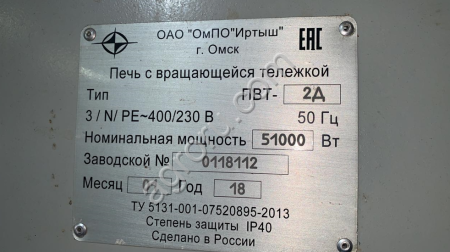 ОАО "ОмПО"Иртыш"
г. Омск
ЕАС
Печь с вращающейся тележкой
Тип ПВТ- 2Д
3 / N/ PE~400/230 В 50 Гц
Номинальная мощность 51000 Вт
Заводской № 0118112
Месяц Год 18
ТУ 5131-001-07520895-2013
Степень защиты IP40
Сделано в России